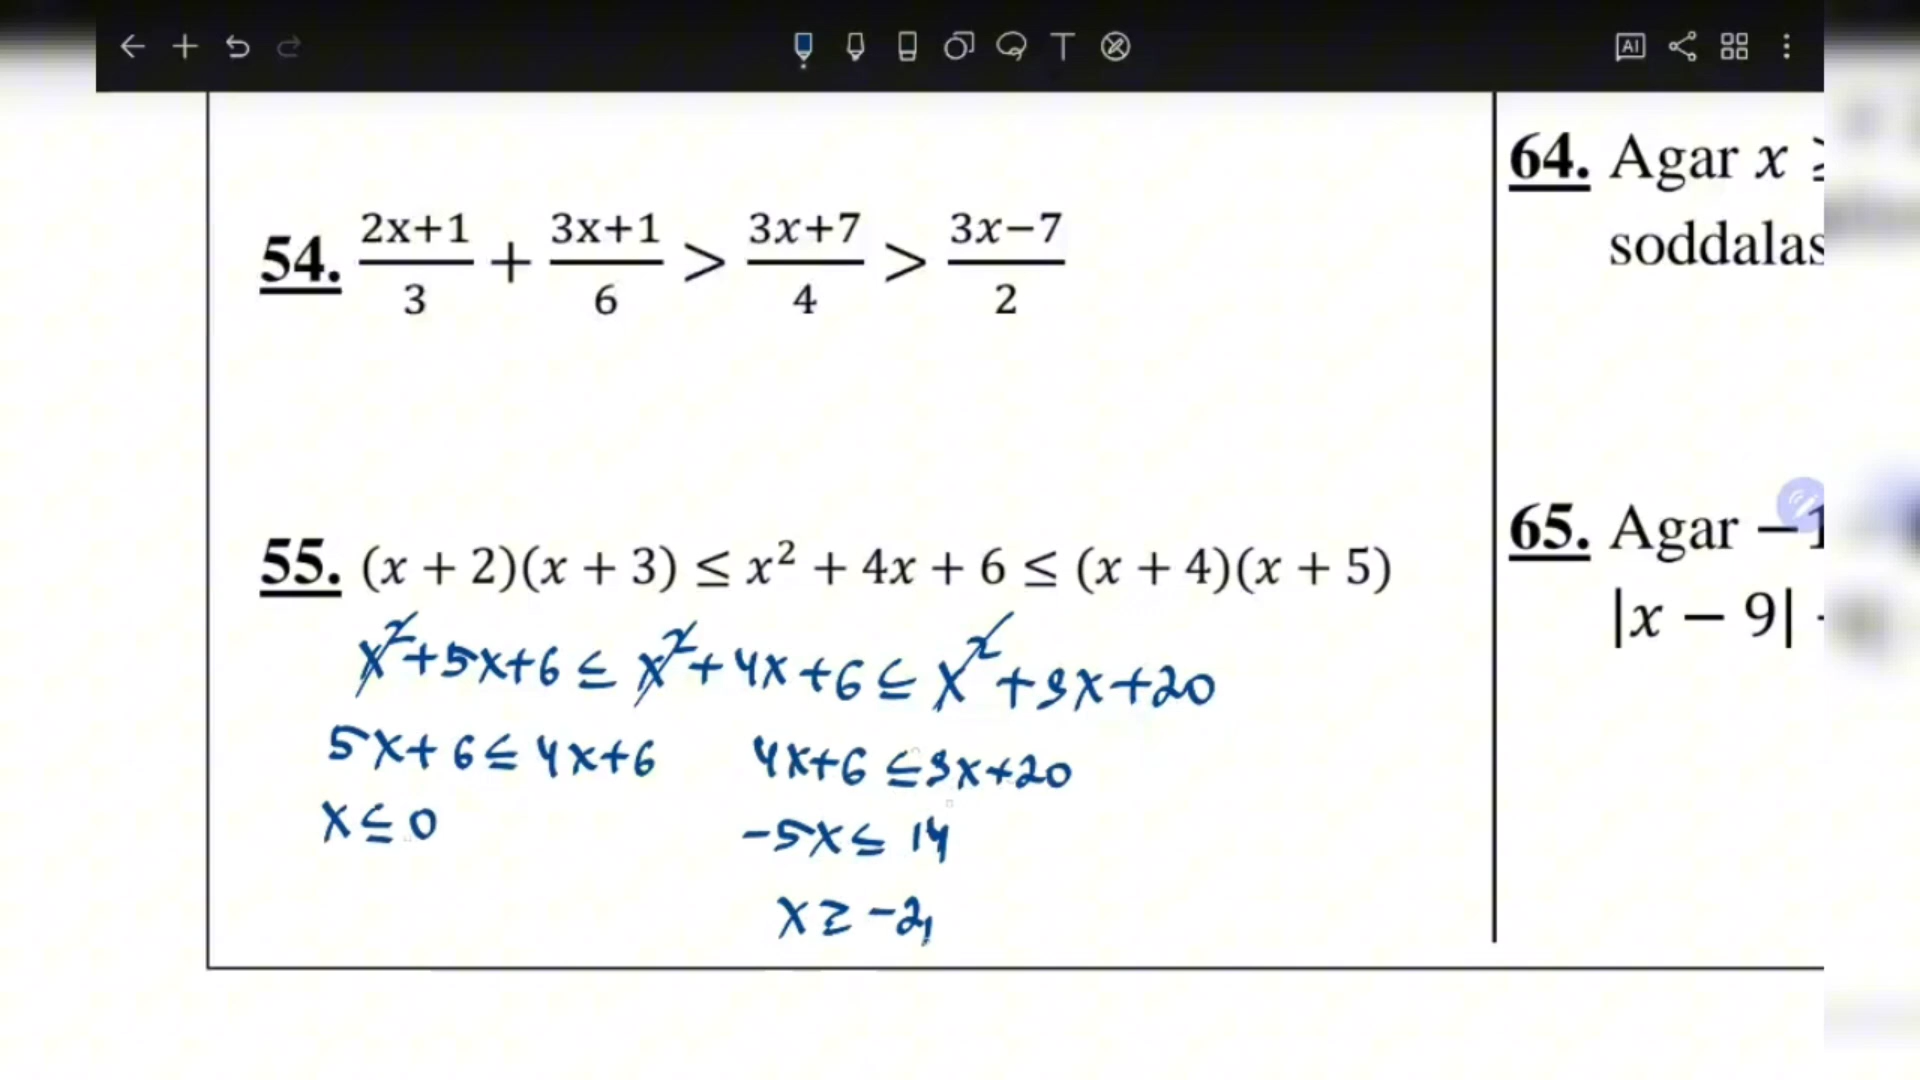 54. (2x+1)/3 + (3x+1)/6 > (3x+7)/4 > (3x−7)/2
55. (x + 2)(x + 3) ≤ x² + 4x + 6 ≤ (x + 4)(x + 5)
x²+5x+6 ≤ x²+4x+6 ≤ x²+9x+20
5x+6 ≤ 4x+6
x ≤ 0
4x+6 ≤ 9x+20
-5x ≤ 14
x ≥ -2,
64. Agar x ≥
soddalas
65. Agar −1
|x − 9|
T
AI